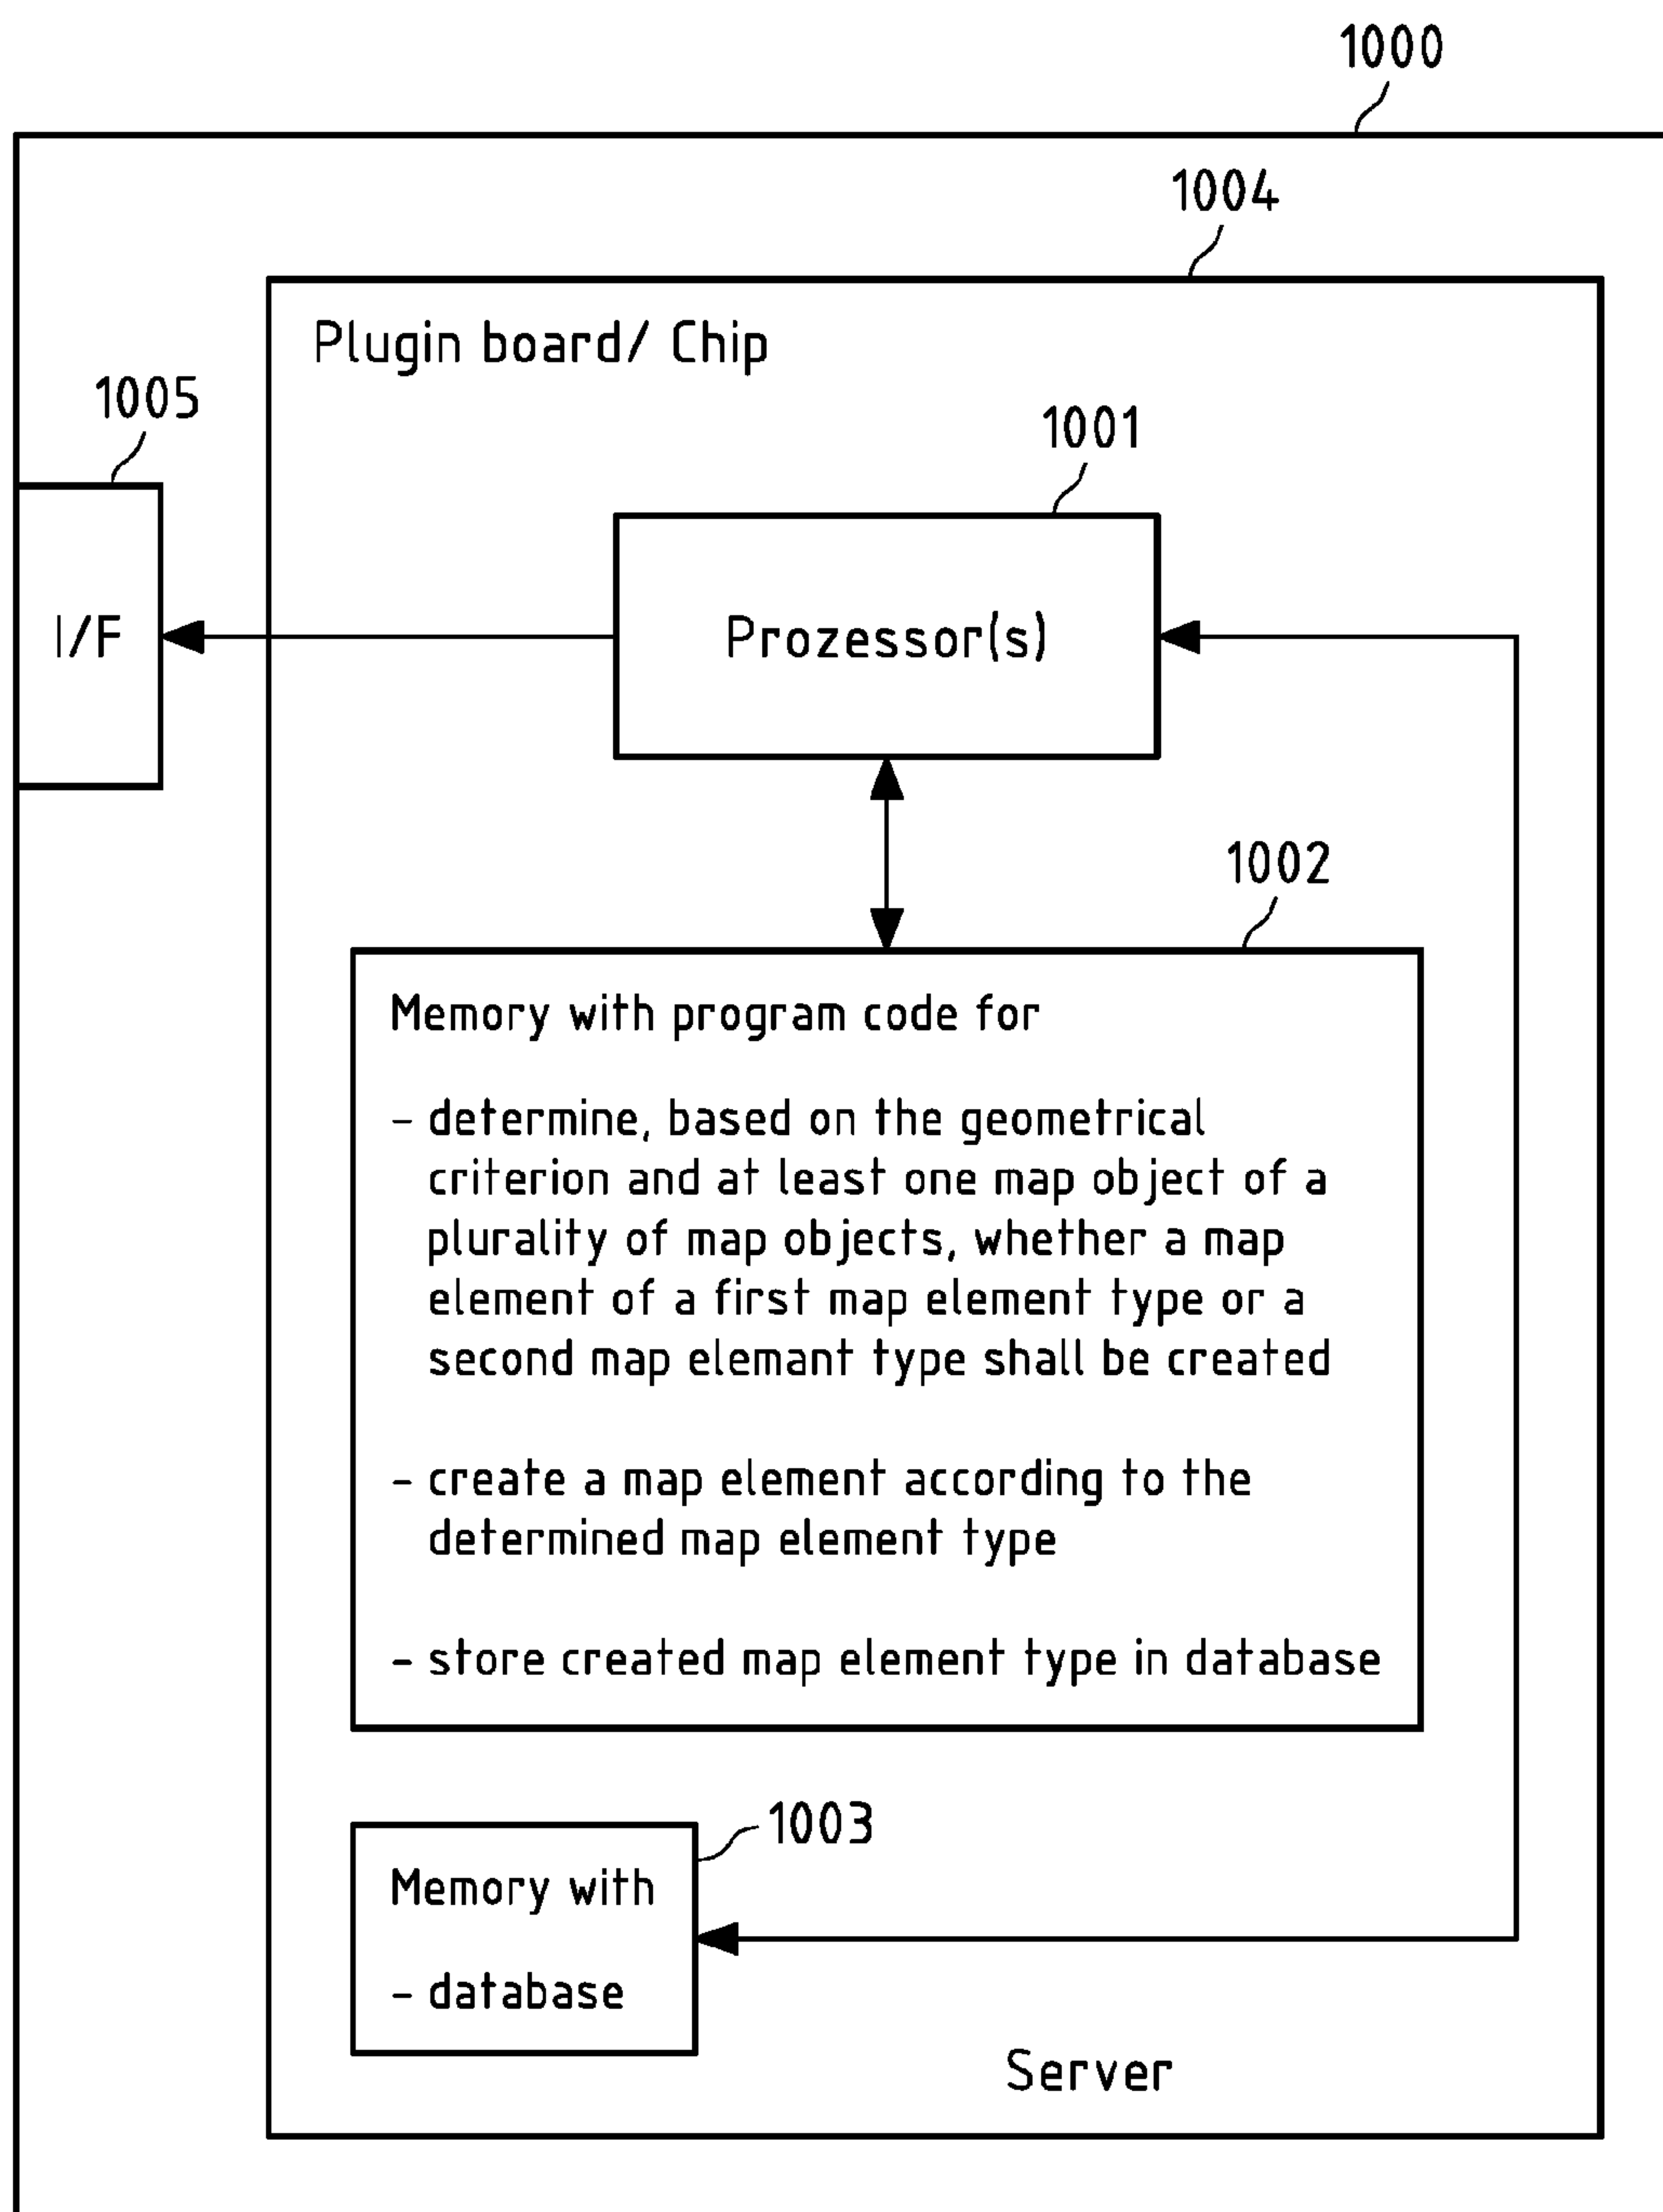 1000
1004
Plugin board/ Chip
1005
1001
I/F
Prozessor(s)
1002
Memory with program code for
- determine, based on the geometrical
criterion and at least one map object of a
plurality of map objects, whether a map
element of a first map element type or a
second map elemant type shall be created
- create a map element according to the
determined map element type
- store created map element type in database
1003
Memory with
- database
Server